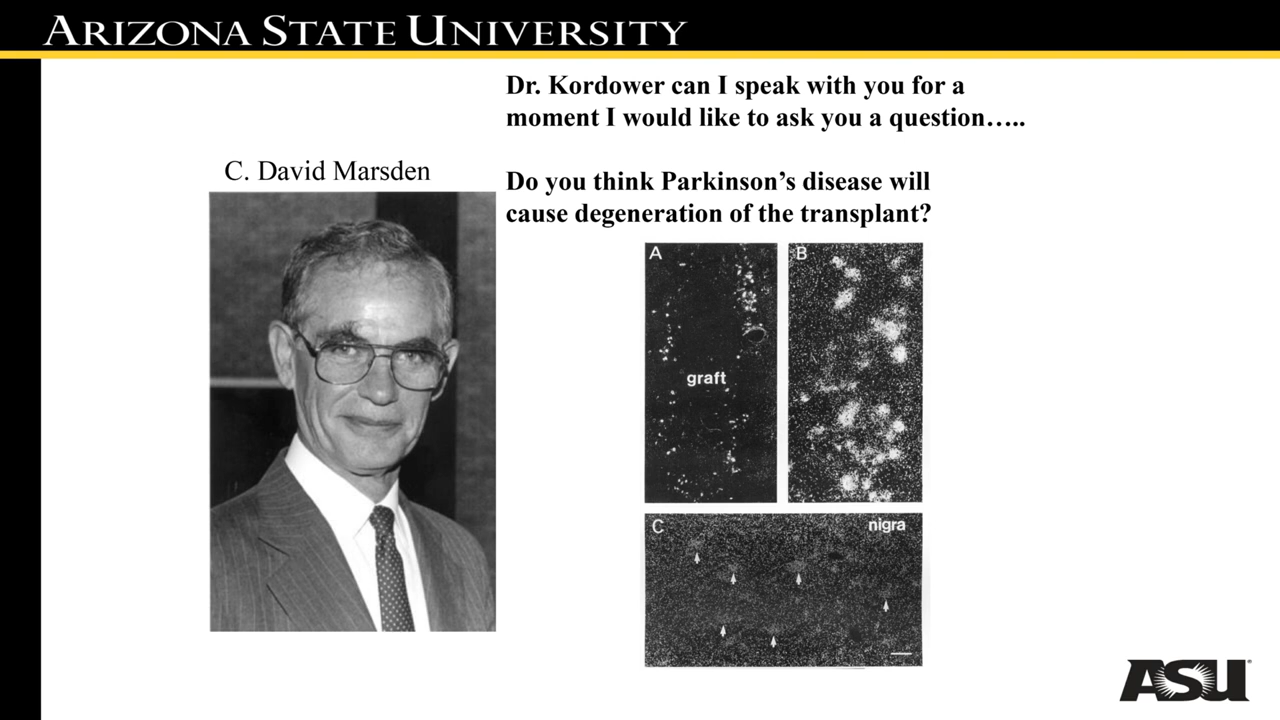 ARIZONA STATE UNIVERSITY
Dr. Kordower can I speak with you for a
moment I would like to ask you a question…..
C. David Marsden
Do you think Parkinson’s disease will
cause degeneration of the transplant?
A
B
graft
C
nigra
ASU